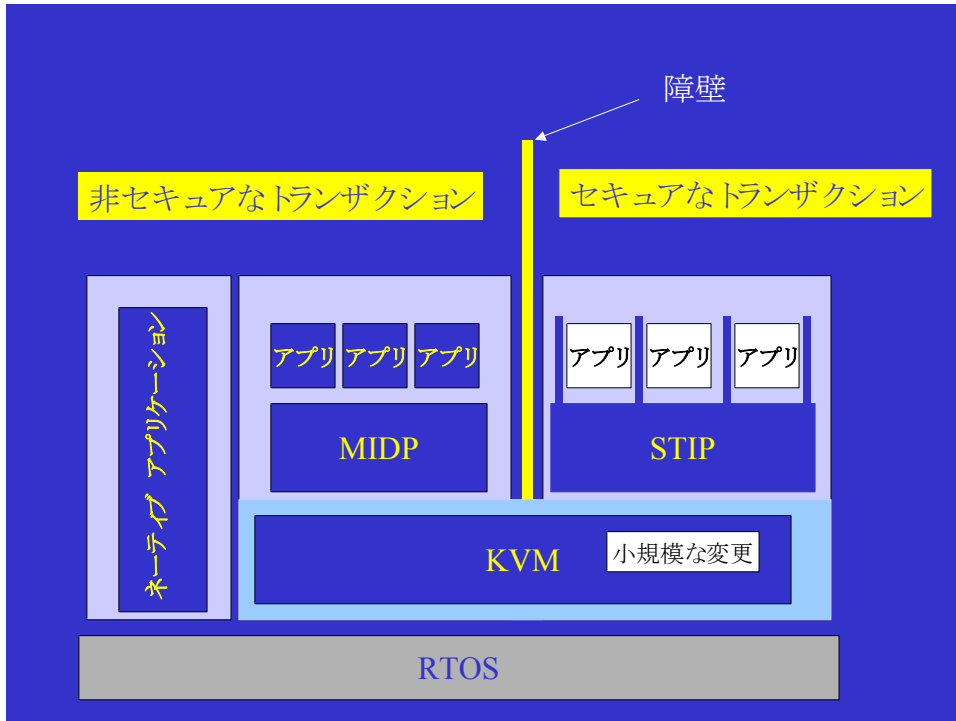 障壁
非セキュアなトランザクション
セキュアなトランザクション
ネーティブ アプリケーション
アプリ
アプリ
アプリ
アプリ
アプリ
アプリ
MIDP
STIP
KVM
小規模な変更
RTOS